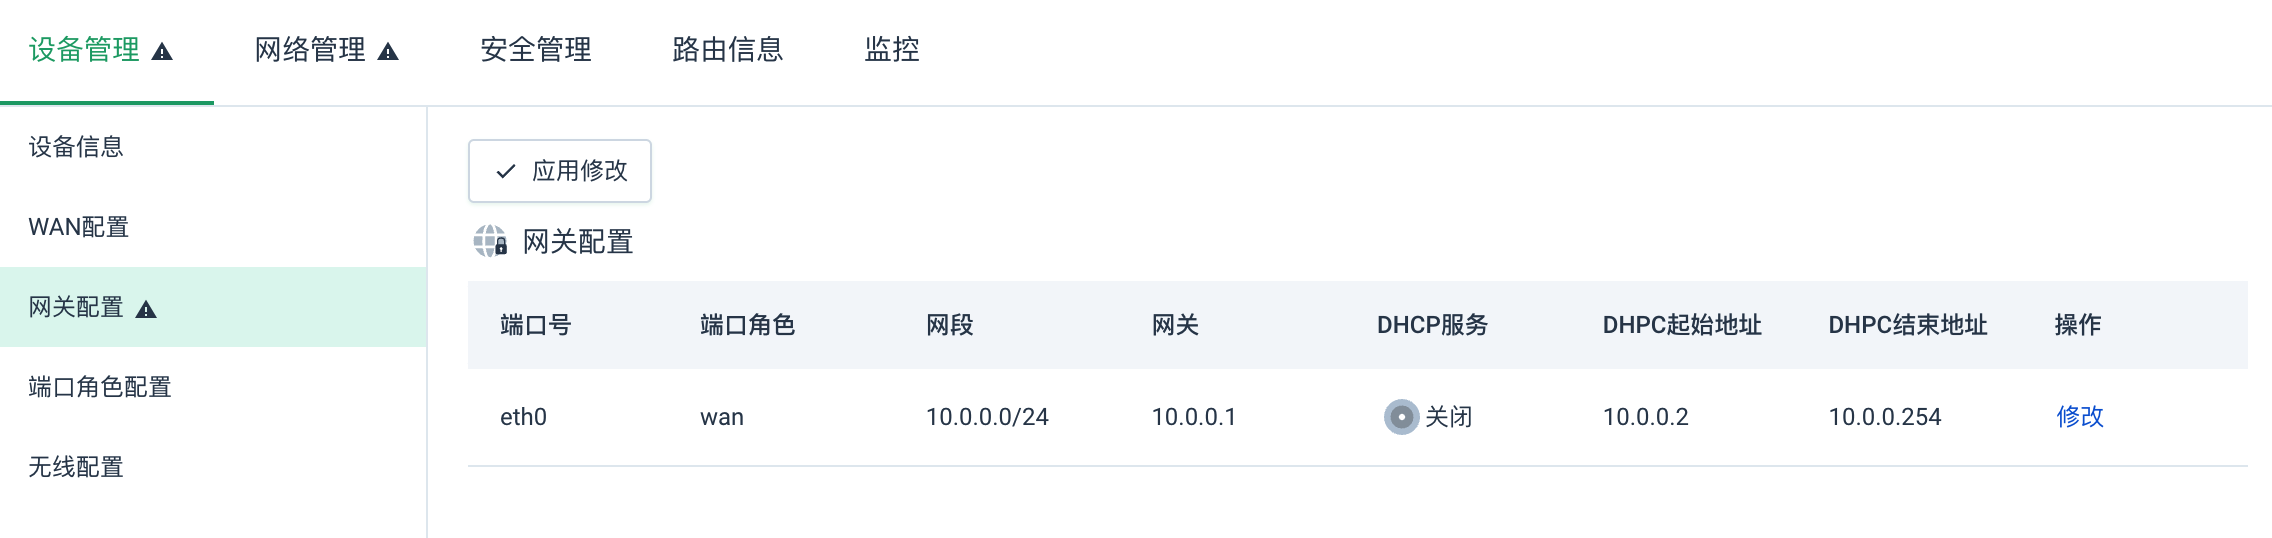 设备管理 网络管理 安全管理 路由信息 监控
设备信息
WAN配置
网关配置
端口角色配置
无线配置
应用修改
网关配置
端口号 端口角色 网段 网关 DHCP服务 DHPC起始地址 DHPC结束地址 操作
eth0 wan 10.0.0.0/24 10.0.0.1 关闭 10.0.0.2 10.0.0.254 修改